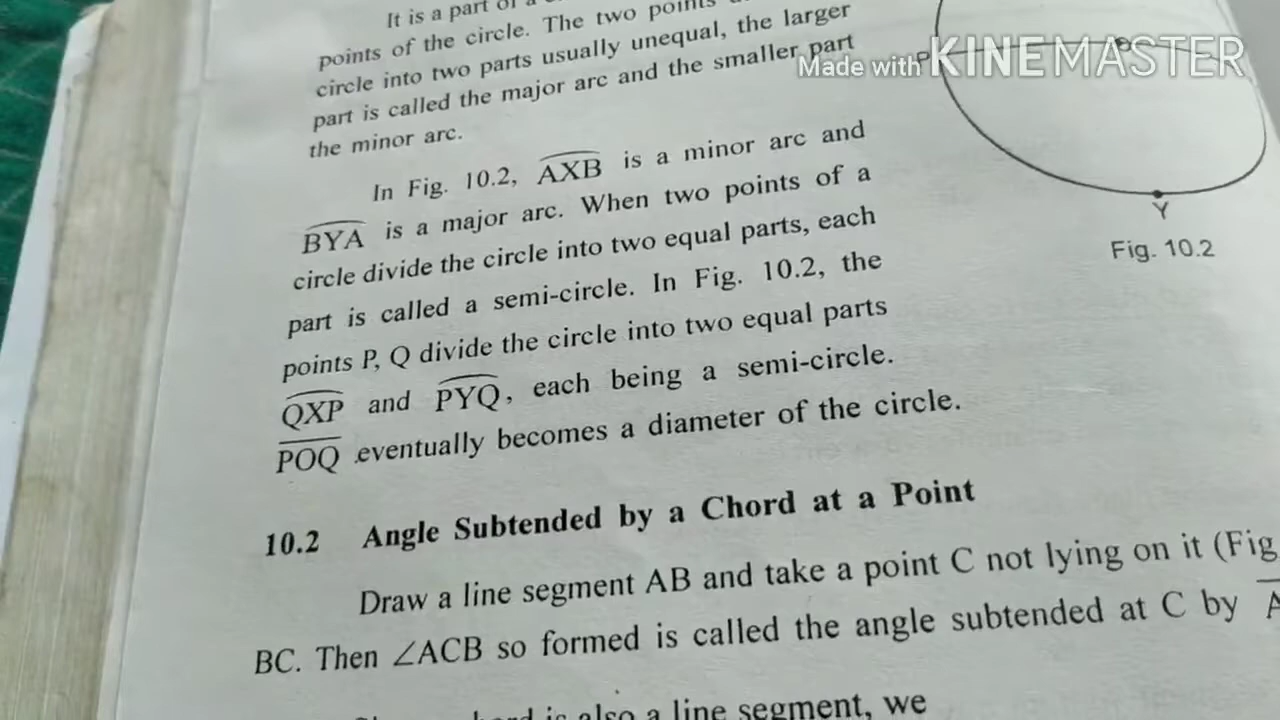 It is a part of a
points of the circle. The two points
circle into two parts usually unequal, the larger
part is called the major arc and the smaller part
the minor arc.
In Fig. 10.2, AXB is a minor arc and
BYA is a major arc. When two points of a
circle divide the circle into two equal parts, each
part is called a semi-circle. In Fig. 10.2, the
points P, Q divide the circle into two equal parts
QXP and PYQ, each being a semi-circle.
POQ eventually becomes a diameter of the circle.
P
Y
Fig. 10.2
Made with KINEMASTER
10.2 Angle Subtended by a Chord at a Point
Draw a line segment AB and take a point C not lying on it (Fig
BC. Then ∠ACB so formed is called the angle subtended at C by A
is also a line segment, we